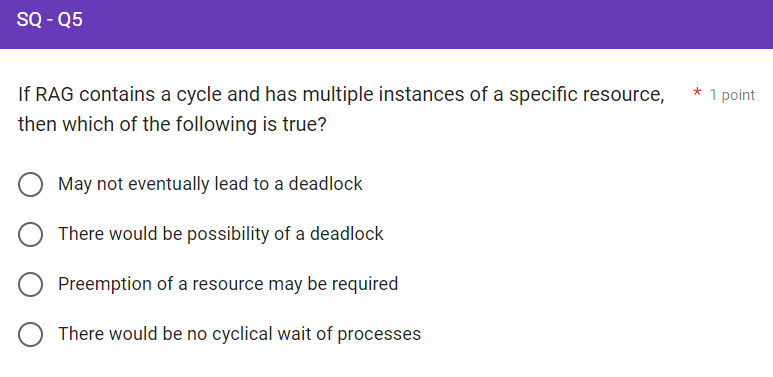 SQ - Q5
If RAG contains a cycle and has multiple instances of a specific resource, * 1 point
then which of the following is true?
May not eventually lead to a deadlock
There would be possibility of a deadlock
Preemption of a resource may be required
There would be no cyclical wait of processes